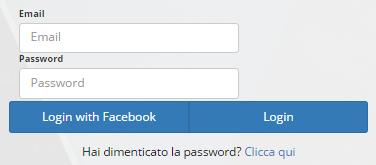 Email
Email
Password
Password
Login with Facebook Login
Hai dimenticato la password? Clicca qui